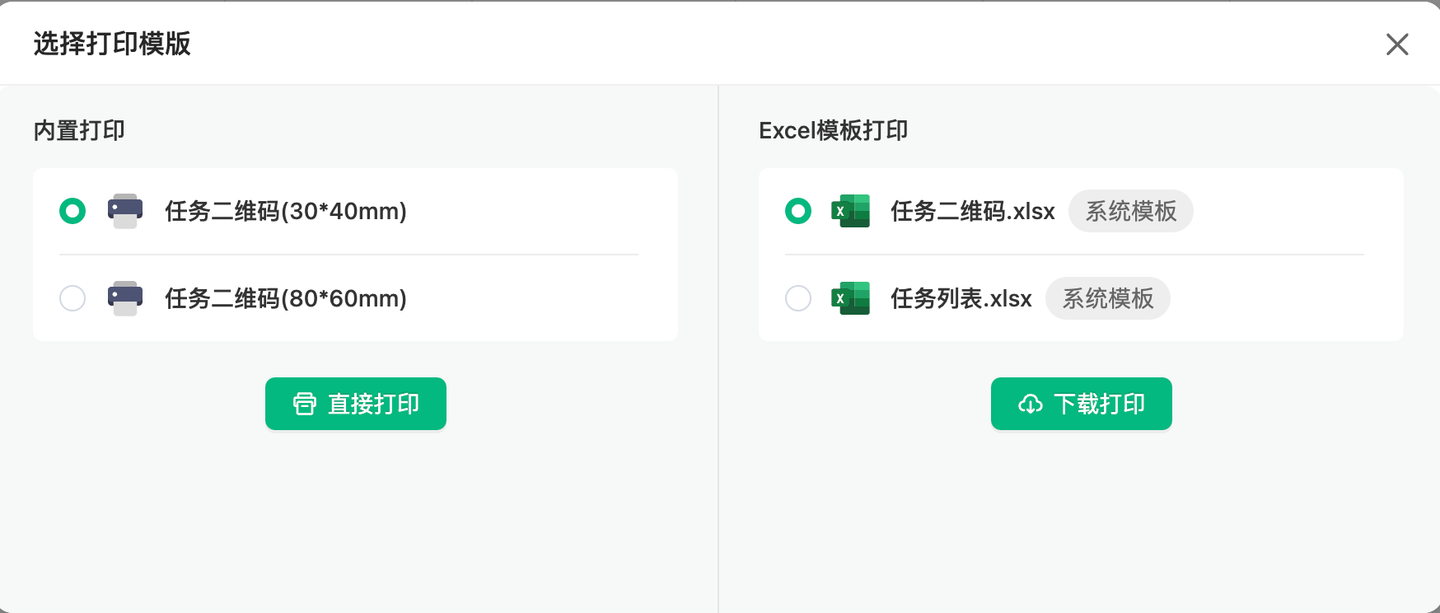 选择打印模版
内置打印
任务二维码(30*40mm)
任务二维码(80*60mm)
直接打印
Excel模板打印
任务二维码.xlsx 系统模板
任务列表.xlsx 系统模板
下载打印